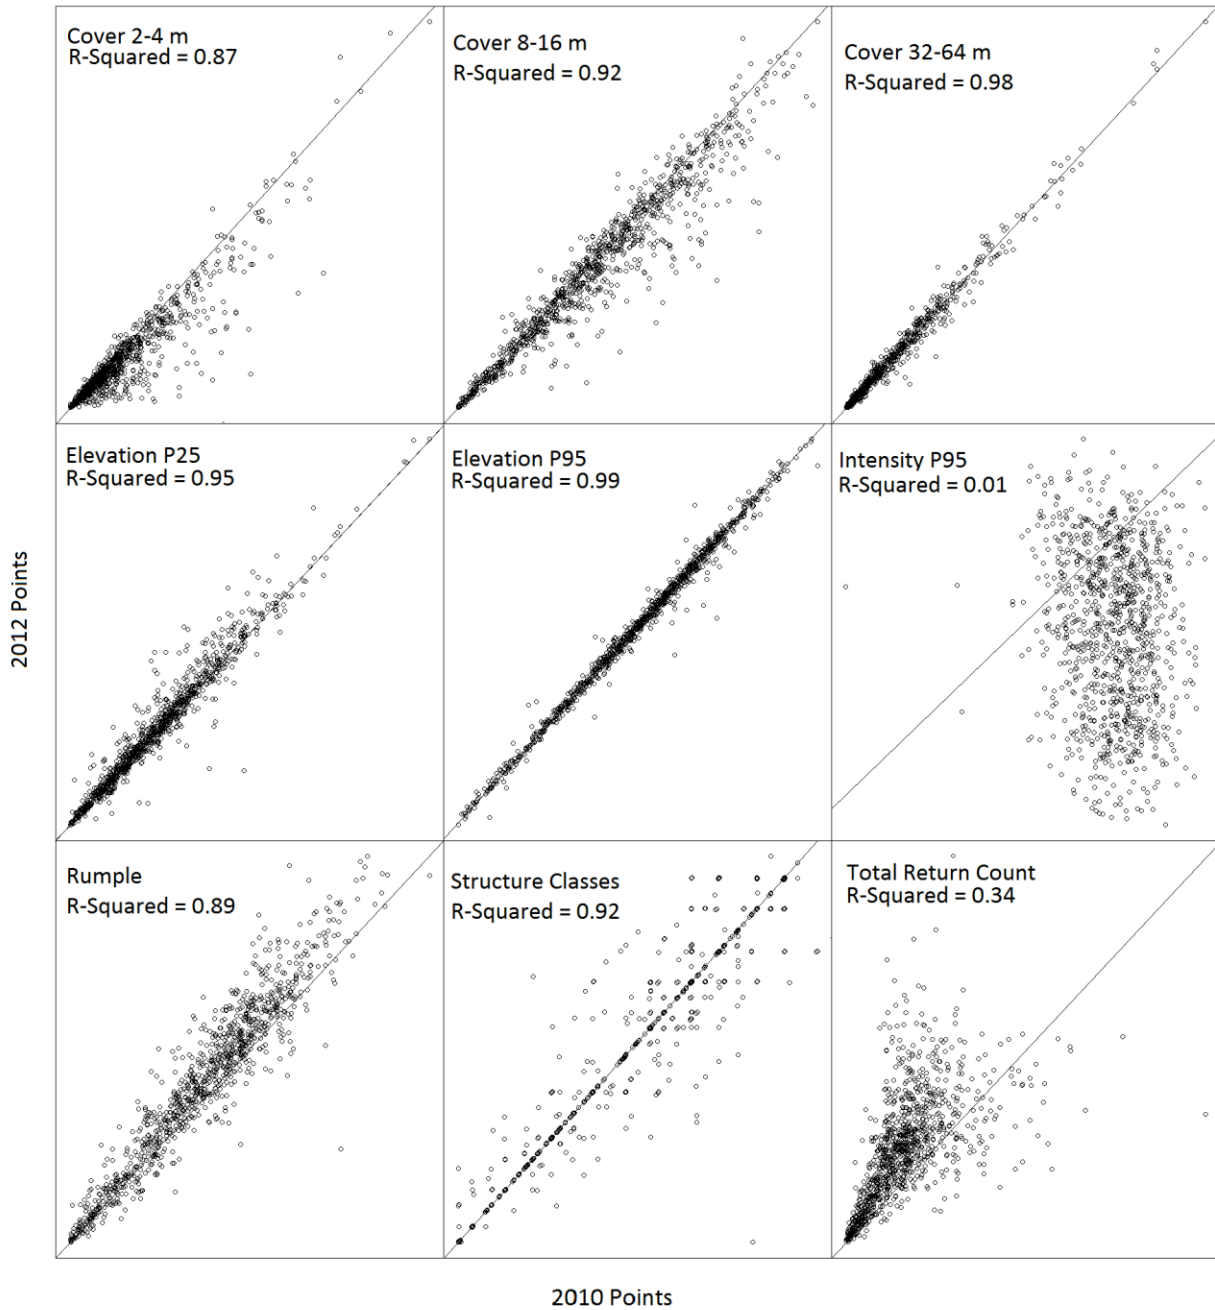 Cover 2-4 m
R-Squared = 0.87
Cover 8-16 m
R-Squared = 0.92
Cover 32-64 m
R-Squared = 0.98
Elevation P25
R-Squared = 0.95
Elevation P95
R-Squared = 0.99
Intensity P95
R-Squared = 0.01
2012 Points
Rumple
R-Squared = 0.89
Structure Classes
R-Squared = 0.92
Total Return Count
R-Squared = 0.34
2010 Points